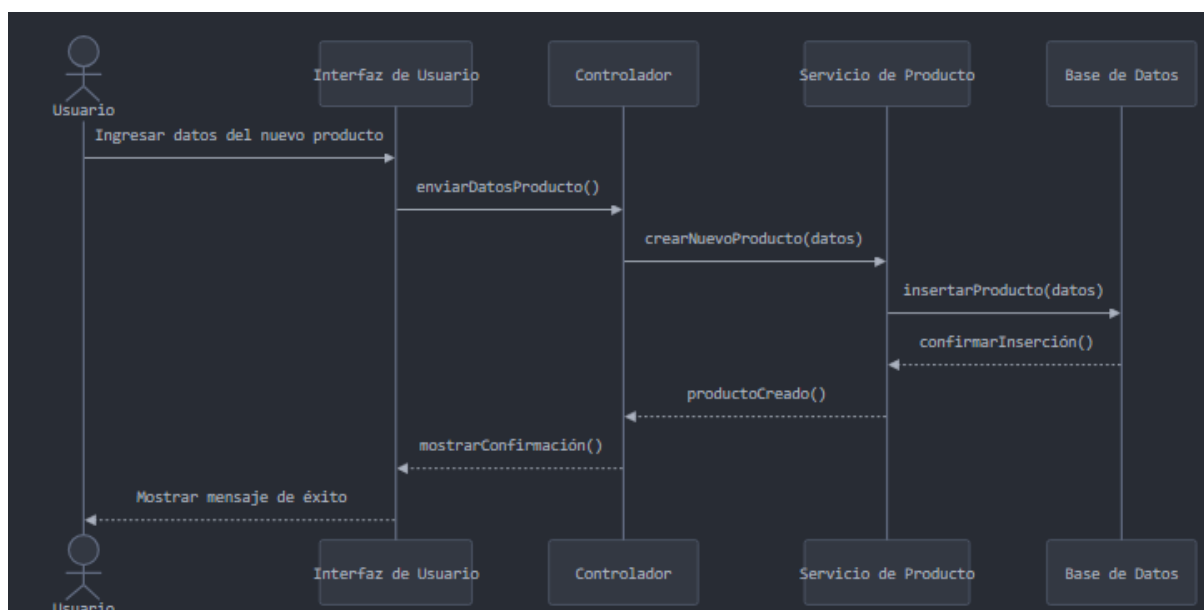 Interfaz de Usuario
Controlador
Servicio de Producto
Base de Datos
Usuario
Ingresar datos del nuevo producto
enviarDatosProducto()
crearNuevoProducto(datos)
insertarProducto(datos)
confirmarInserción()
productoCreado()
mostrarConfirmación()
Mostrar mensaje de éxito
Interfaz de Usuario
Controlador
Servicio de Producto
Base de Datos
Usuario